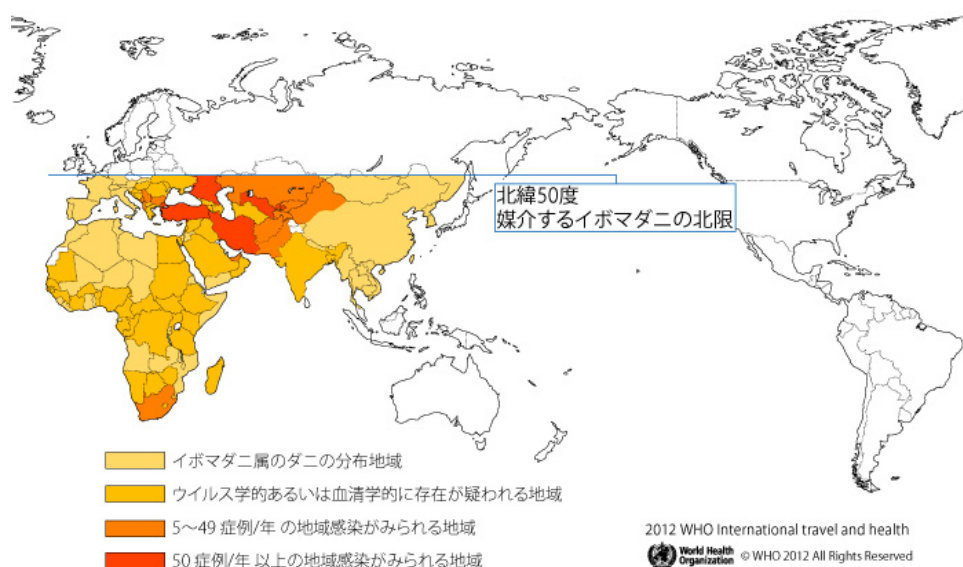 北緯50度
媒介するイボマダニの北限
イボマダニ属のダニの分布地域
ウイルス学的あるいは血清学的に存在が疑われる地域
5〜49 症例/年 の地域感染がみられる地域
50 症例/年 以上の地域感染がみられる地域
2012 WHO International travel and health
World Health
Organization
© WHO 2012 All Rights Reserved